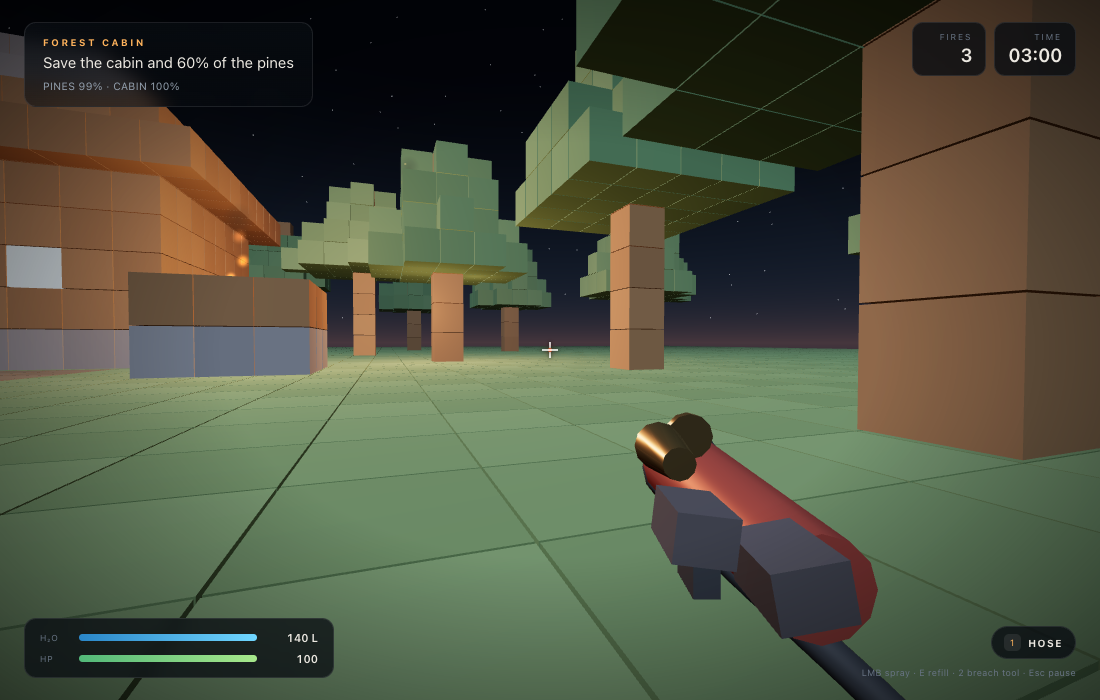 FOREST CABIN
Save the cabin and 60% of the pines
PINES 99% · CABIN 100%
FIRES
3
TIME
03:00
H₂O 140 L
HP 100
1 HOSE
LMB spray · E refill · 2 breach tool · Esc pause